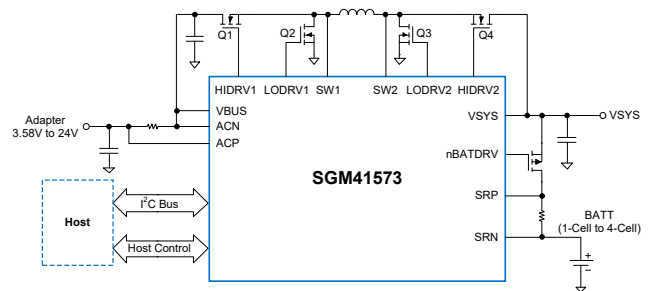 Q1
Q2
Q3
Q4
HIDRV1
LODRV1
SW1
SW2
LODRV2
HIDRV2
VBUS
ACN
ACP
Adapter
3.58V to 24V
VSYS
VSYS
nBATDRV
SGM41573
SRP
SRN
BATT
(1-Cell to 4-Cell)
Host
I²C Bus
Host Control
+
−